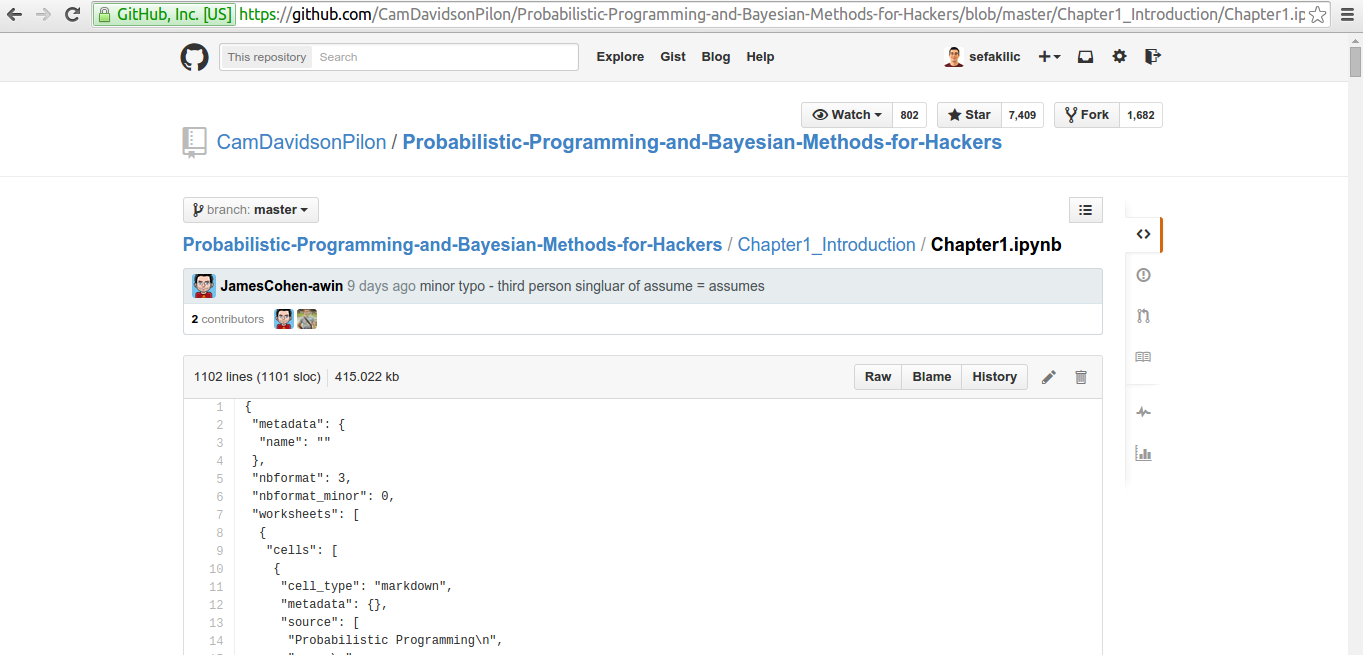 GitHub, Inc. [US] https://github.com/CamDavidsonPilon/Probabilistic-Programming-and-Bayesian-Methods-for-Hackers/blob/master/Chapter1_Introduction/Chapter1.ip
This repository Search Explore Gist Blog Help sefakilic
Watch 802 Star 7,409 Fork 1,682
CamDavidsonPilon / Probabilistic-Programming-and-Bayesian-Methods-for-Hackers
branch: master
Probabilistic-Programming-and-Bayesian-Methods-for-Hackers / Chapter1_Introduction / Chapter1.ipynb
JamesCohen-awin 9 days ago minor typo - third person singluar of assume = assumes
2 contributors
1102 lines (1101 sloc) 415.022 kb Raw Blame History
1 {
2 "metadata": {
3 "name": ""
4 },
5 "nbformat": 3,
6 "nbformat_minor": 0,
7 "worksheets": [
8 {
9 "cells": [
10 {
11 "cell_type": "markdown",
12 "metadata": {},
13 "source": [
14 "Probabilistic Programming\n",